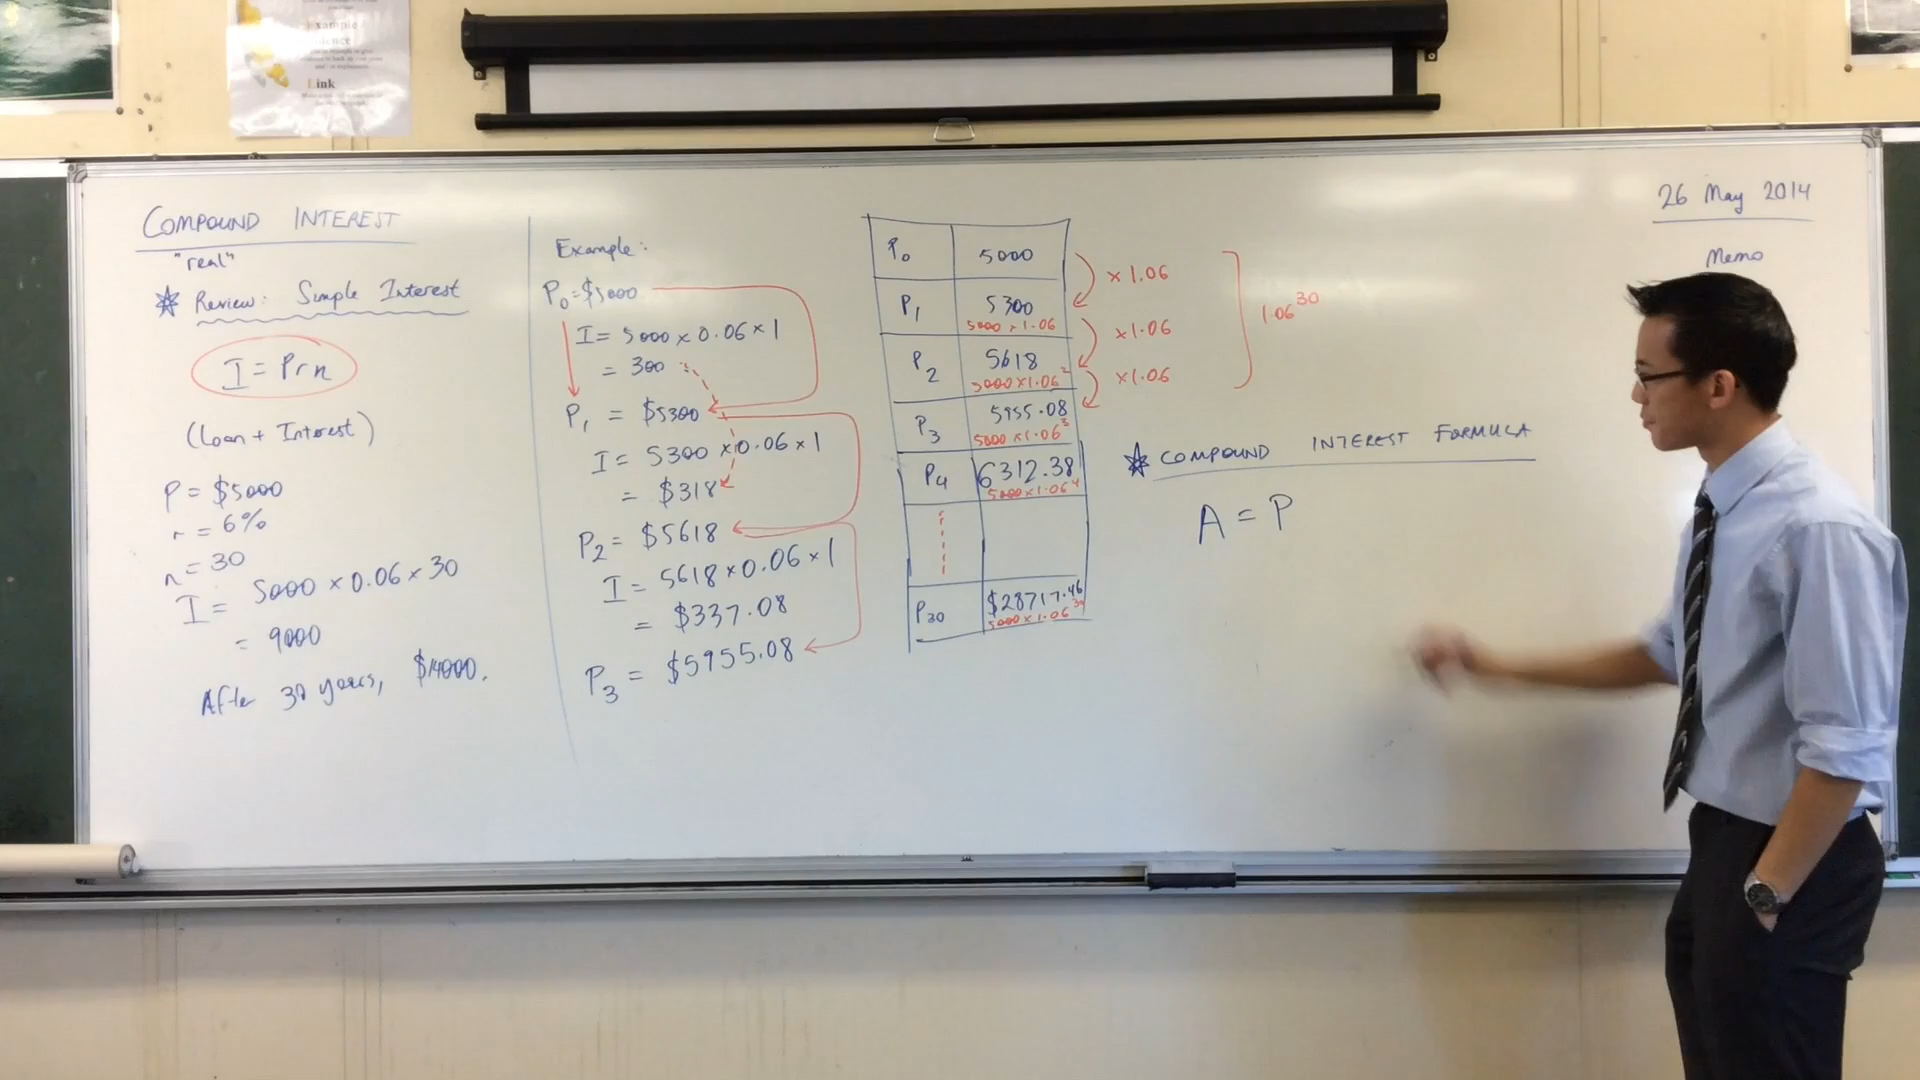 Example
Link
COMPOUND INTEREST
"real"
Review: Simple Interest
I = Prn
(Loan + Interest)
P = $5000
r = 6%
n = 30
I = 5000 × 0.06 × 30
= 9000
After 30 years, $14000.
Example:
P₀ = $5000
I = 5000 × 0.06 × 1
= 300
P₁ = $5300
I = 5300 × 0.06 × 1
= $318
P₂ = $5618
I = 5618 × 0.06 × 1
= $337.08
P₃ = $5955.08
P₀ 5000
P₁ 5300
5000 × 1.06
P₂ 5618
5000 × 1.06²
P₃ 5955.08
5000 × 1.06³
P₄ 6312.38
5000 × 1.06⁴
P₃₀ $28717.46
5000 × 1.06³⁰
× 1.06
× 1.06
× 1.06
1.06³⁰
COMPOUND INTEREST FORMULA
A = P
26 May 2014
Memo